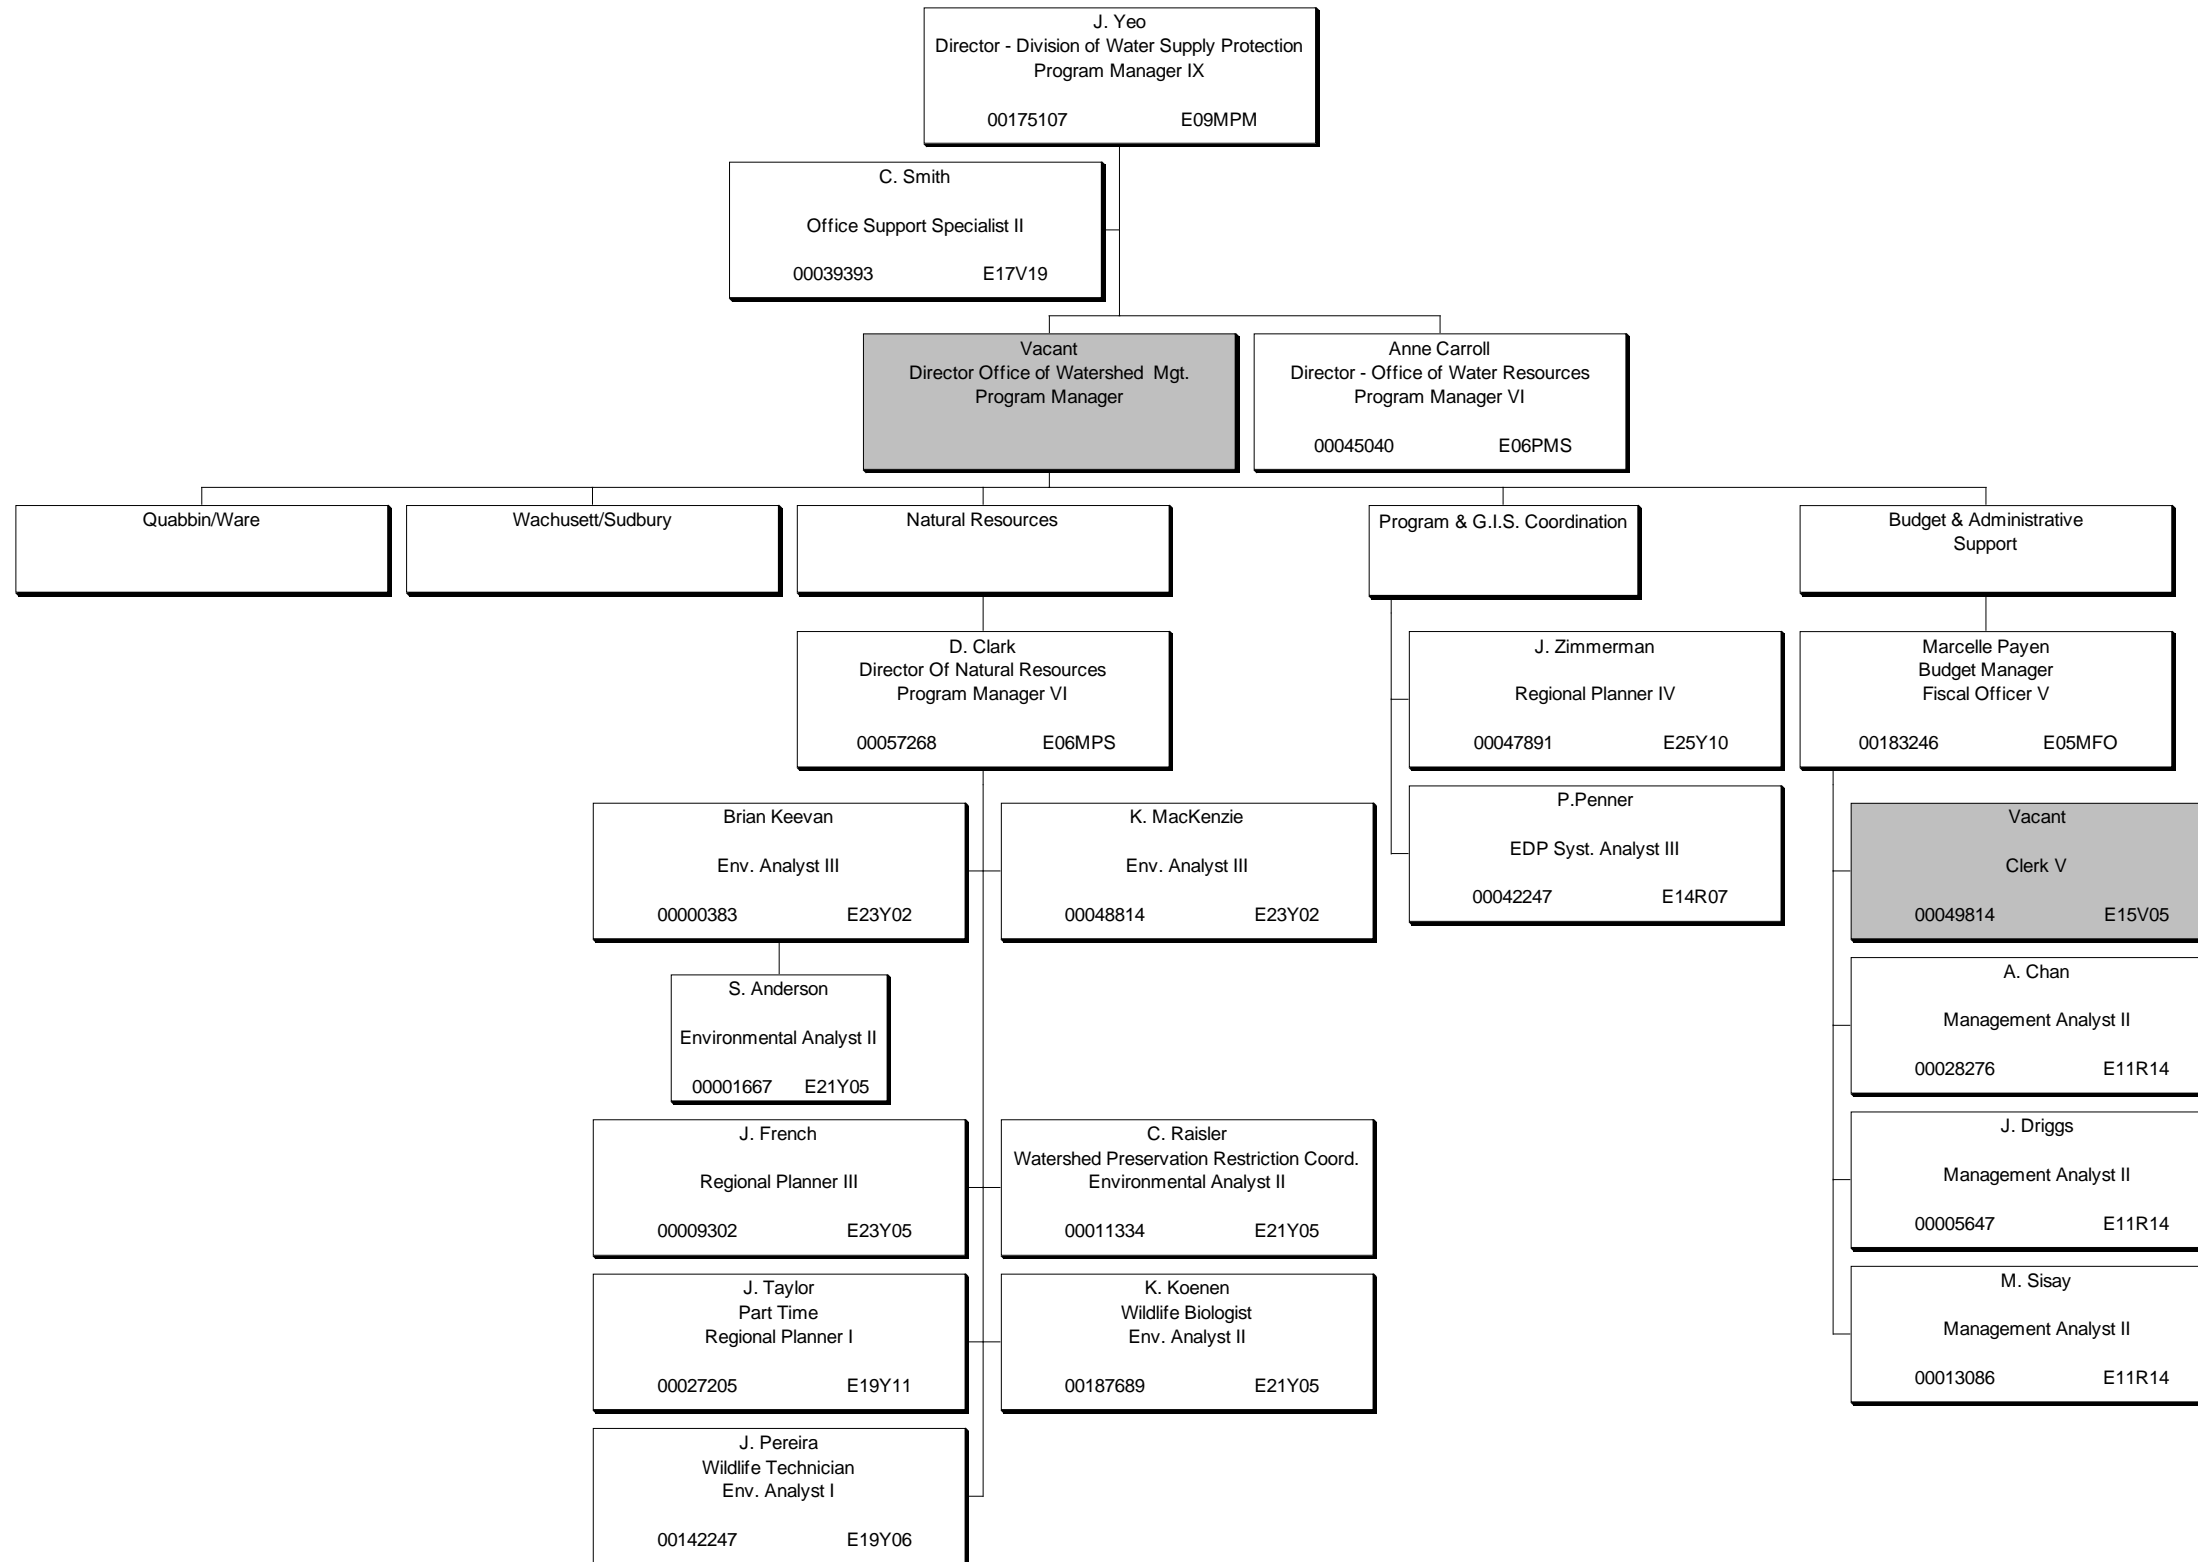 J. Yeo
Director - Division of Water Supply Protection
Program Manager IX
00175107 E09MPM
C. Smith
Office Support Specialist II
00039393 E17V19
Vacant
Director Office of Watershed  Mgt.
Program Manager
Anne Carroll
Director - Office of Water Resources
Program Manager VI
00045040 E06PMS
Quabbin/Ware
Wachusett/Sudbury
Natural Resources
Program & G.I.S. Coordination
Budget & Administrative
Support
D. Clark
Director Of Natural Resources
Program Manager VI
00057268 E06MPS
J. Zimmerman
Regional Planner IV
00047891 E25Y10
Marcelle Payen
Budget Manager
Fiscal Officer V
00183246 E05MFO
Brian Keevan
Env. Analyst III
00000383 E23Y02
K. MacKenzie
Env. Analyst III
00048814 E23Y02
P.Penner
EDP Syst. Analyst III
00042247 E14R07
Vacant
Clerk V
00049814 E15V05
S. Anderson
Environmental Analyst II
00001667 E21Y05
A. Chan
Management Analyst II
00028276 E11R14
J. French
Regional Planner III
00009302 E23Y05
C. Raisler
Watershed Preservation Restriction Coord.
Environmental Analyst II
00011334 E21Y05
J. Driggs
Management Analyst II
00005647 E11R14
J. Taylor
Part Time
Regional Planner I
00027205 E19Y11
K. Koenen
Wildlife Biologist
Env. Analyst II
00187689 E21Y05
M. Sisay
Management Analyst II
00013086 E11R14
J. Pereira
Wildlife Technician
Env. Analyst I
00142247 E19Y06